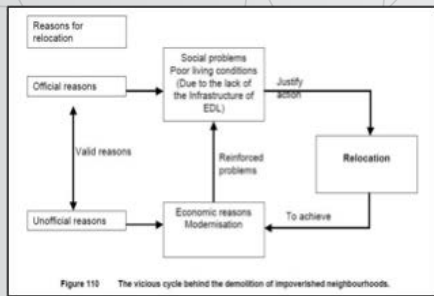 Reasons for
relocation
Official reasons
Social problems
Poor living conditions
(Due to the lack
of the Infrastructure of
EDL)
Justify
action
Valid reasons
Reinforced
problems
Relocation
Unofficial reasons
Economic reasons
Modernisation
To achieve
Figure 110 The vicious cycle behind the demolition of impoverished neighbourhoods.